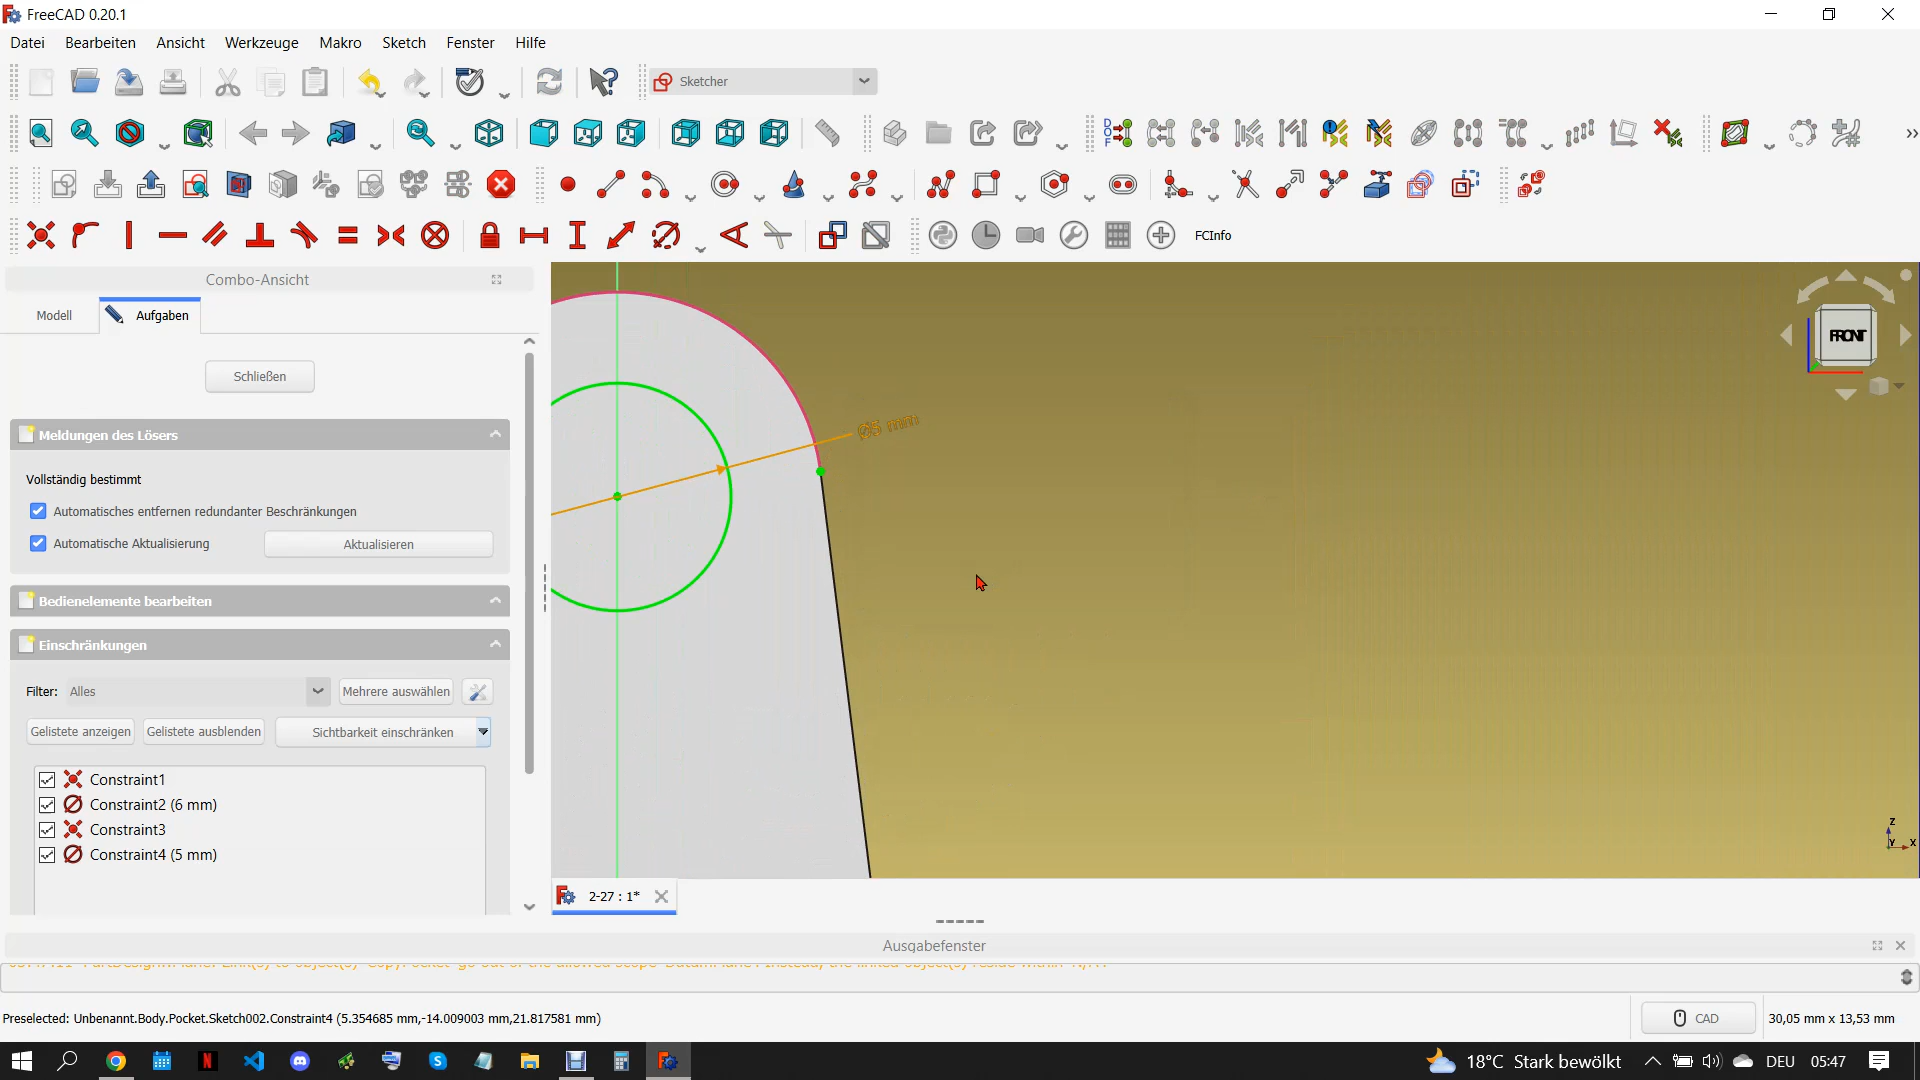 FreeCAD 0.20.1
Datei Bearbeiten Ansicht Werkzeuge Makro Sketch Fenster Hilfe
Sketcher
DOF
FCInfo
Combo-Ansicht
Modell Aufgaben
Schließen
Meldungen des Lösers
Vollständig bestimmt
Automatisches entfernen redundanter Beschränkungen
Automatische Aktualisierung Aktualisieren
Bedienelemente bearbeiten
Einschränkungen
Filter: Alles Mehrere auswählen
Gelistete anzeigen Gelistete ausblenden Sichtbarkeit einschränken
Constraint1
Constraint2 (6 mm)
Constraint3
Constraint4 (5 mm)
Ø5 mm
FRONT
Z
Y X
2-27 : 1*
Ausgabefenster
Preselected: Unbenannt.Body.Pocket.Sketch002.Constraint4 (5.354685 mm,-14.009003 mm,21.817581 mm)
CAD 30,05 mm x 13,53 mm
18°C Stark bewölkt DEU 05:47